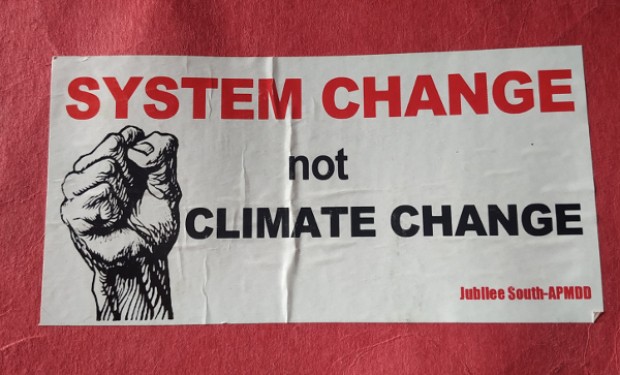 SYSTEM CHANGE
not
CLIMATE CHANGE
Jubilee South-APMDD